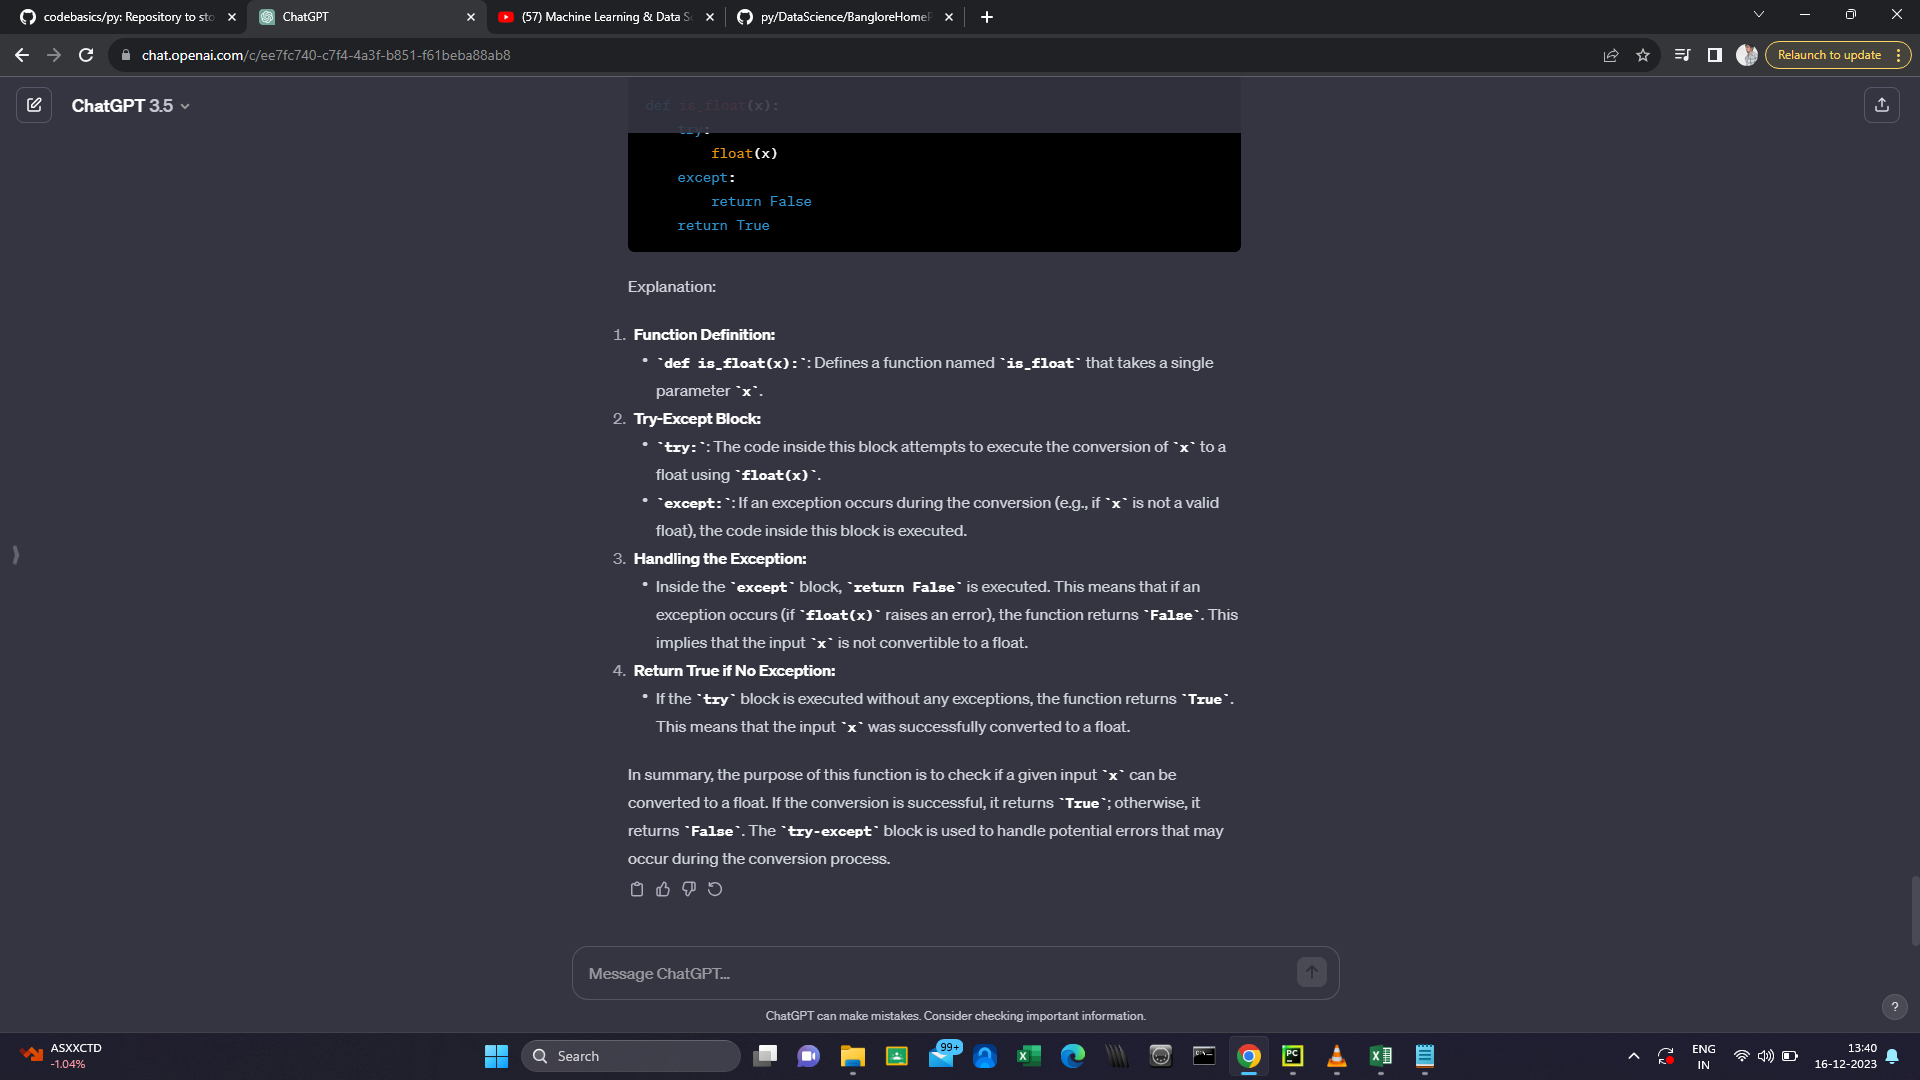 codebasics/py: Repository to sto
ChatGPT
(57) Machine Learning & Data S
py/DataScience/BangloreHomeP
chat.openai.com/c/ee7fc740-c7f4-4a3f-b851-f61beba88ab8
Relaunch to update
ChatGPT 3.5
def is_float(x):
try:
float(x)
except:
return False
return True
Explanation:
1. Function Definition:
• `def is_float(x):`: Defines a function named `is_float` that takes a single
parameter `x`.
2. Try-Except Block:
• `try:`: The code inside this block attempts to execute the conversion of `x` to a
float using `float(x)`.
• `except:`: If an exception occurs during the conversion (e.g., if `x` is not a valid
float), the code inside this block is executed.
3. Handling the Exception:
• Inside the `except` block, `return False` is executed. This means that if an
exception occurs (if `float(x)` raises an error), the function returns `False`. This
implies that the input `x` is not convertible to a float.
4. Return True if No Exception:
• If the `try` block is executed without any exceptions, the function returns `True`.
This means that the input `x` was successfully converted to a float.
In summary, the purpose of this function is to check if a given input `x` can be
converted to a float. If the conversion is successful, it returns `True`; otherwise, it
returns `False`. The `try-except` block is used to handle potential errors that may
occur during the conversion process.
Message ChatGPT...
ChatGPT can make mistakes. Consider checking important information.
?
ASXXCTD
-1.04%
Search
99+
PC
ENG
IN
13:40
16-12-2023